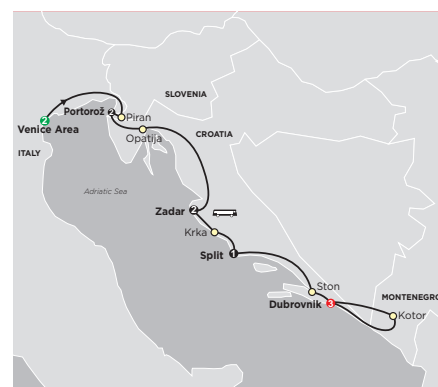 SLOVENIA
2
Portorož 2
Piran
2
Venice Area
Opatija
CROATIA
ITALY
Adriatic Sea
Zadar 2
Krka
Split 1
Ston
Dubrovnik 3
MONTENEGRO
Kotor